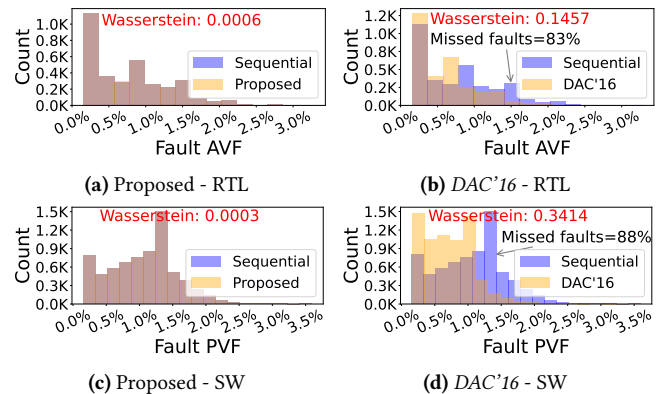 Wasserstein: 0.0006
Count
1.0K
0.8K
0.6K
0.4K
0.2K
0.0K
Sequential
Proposed
0.0%
0.5%
1.0%
1.5%
2.0%
2.5%
3.0%
Fault AVF
(a) Proposed - RTL
Wasserstein: 0.1457
Missed faults=83%
Count
1.2K
1.0K
0.8K
0.6K
0.4K
0.2K
0.0K
Sequential
DAC'16
0.0%
0.5%
1.0%
1.5%
2.0%
2.5%
3.0%
Fault AVF
(b) DAC'16 - RTL
Wasserstein: 0.0003
Count
1.5K
1.2K
0.9K
0.6K
0.3K
0.0K
Sequential
Proposed
0.0%
0.5%
1.0%
1.5%
2.0%
2.5%
3.0%
3.5%
Fault PVF
(c) Proposed - SW
Wasserstein: 0.3414
Missed faults=88%
Count
1.5K
1.2K
0.9K
0.6K
0.3K
0.0K
Sequential
DAC'16
0.0%
0.5%
1.0%
1.5%
2.0%
2.5%
3.0%
3.5%
Fault PVF
(d) DAC'16 - SW